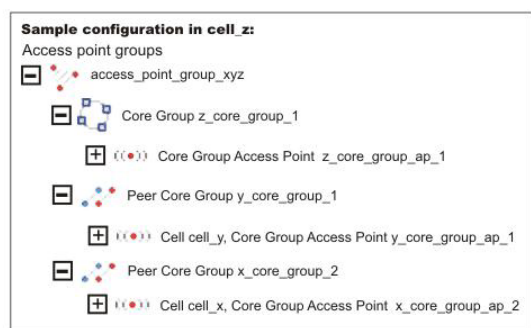 Sample configuration in cell_z:
Access point groups
access_point_group_xyz
Core Group z_core_group_1
Core Group Access Point z_core_group_ap_1
Peer Core Group y_core_group_1
Cell cell_y, Core Group Access Point y_core_group_ap_1
Peer Core Group x_core_group_2
Cell cell_x, Core Group Access Point x_core_group_ap_2